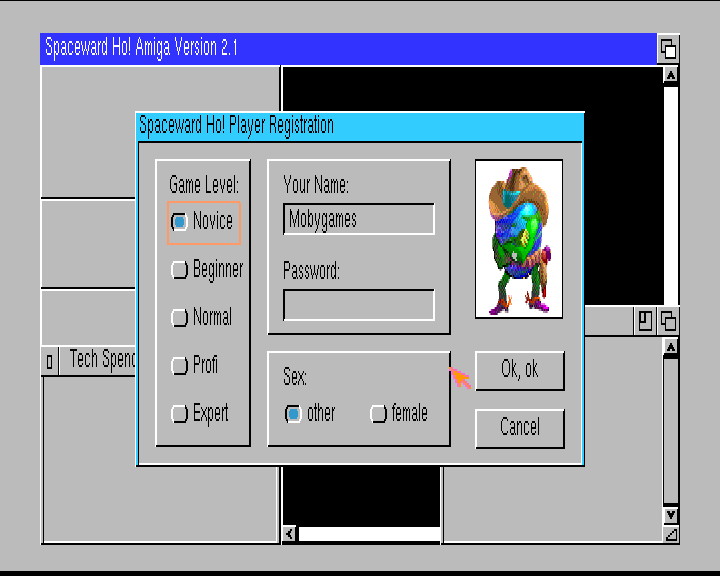 Spaceward Ho! Amiga Version 2.1
Spaceward Ho! Player Registration
Game Level:
Novice
Beginner
Normal
Profi
Expert
Your Name:
Mobygames
Password:
Sex:
other female
Ok, ok
Cancel
Tech Spend